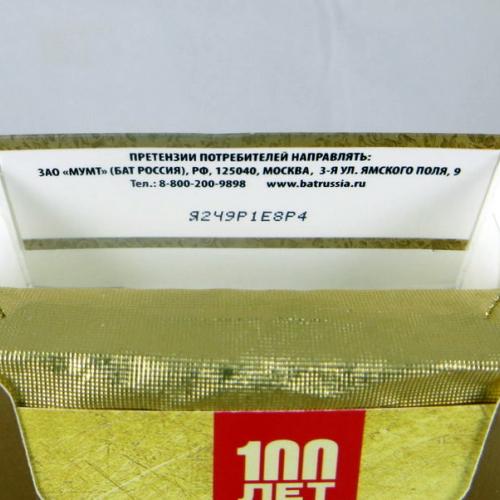 ПРЕТЕНЗИИ ПОТРЕБИТЕЛЕЙ НАПРАВЛЯТЬ:
ЗАО «МУМТ» (БАТ РОССИЯ), РФ, 125040, МОСКВА, 3-Я УЛ. ЯМСКОГО ПОЛЯ, 9
Тел.: 8-800-200-9898 www.batrussia.ru
Я249P1E8P4
100
ЛЕТ